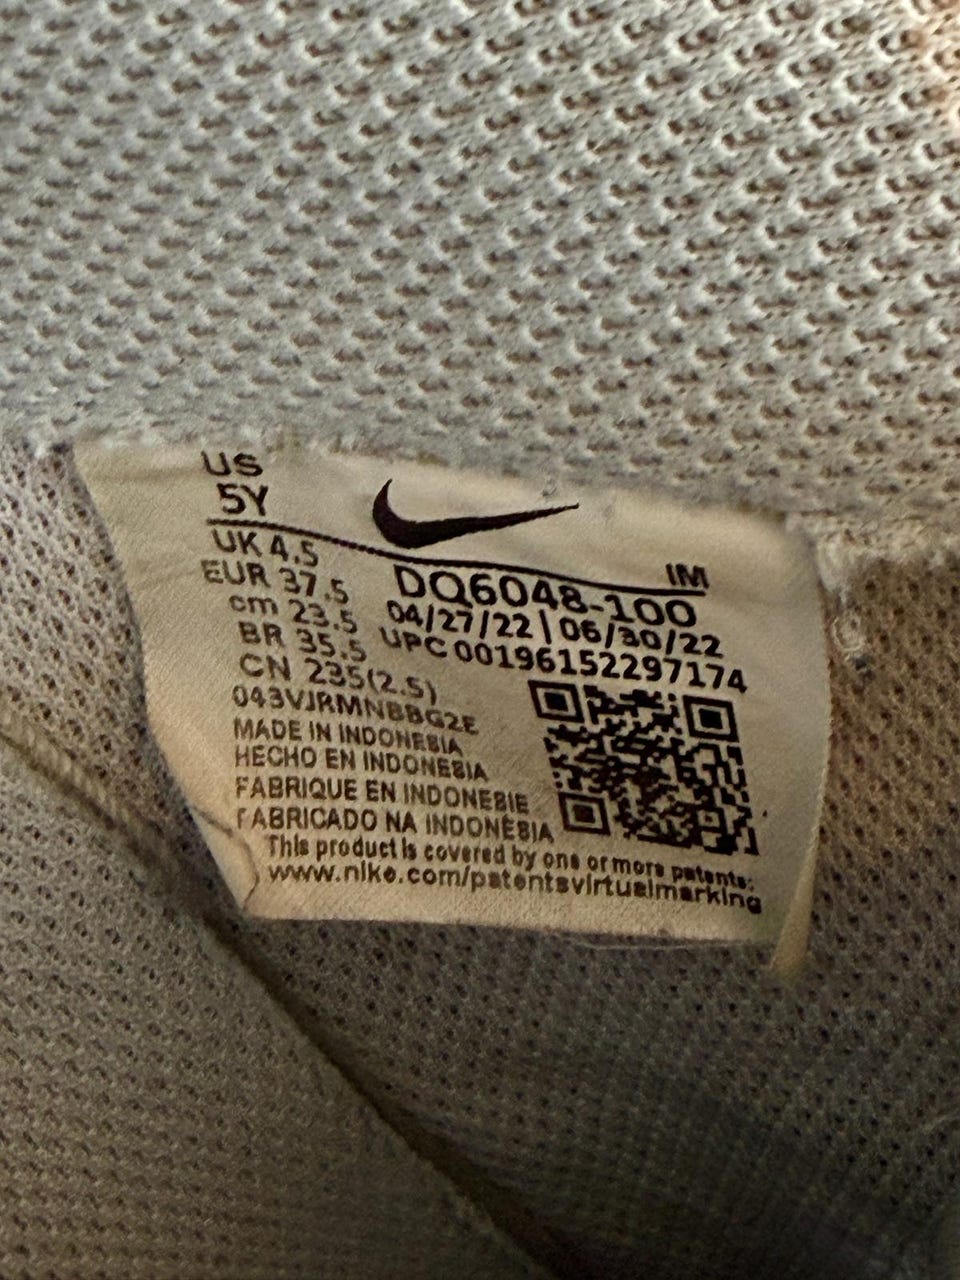 US
5Y
IM
UK 4.5
EUR 37.5
cm 23.5
BR 35.5
CN 235(2.5)
DQ6048-100
04/27/22 | 06/30/22
UPC 00196152297174
043VJRMNBBG2E
MADE IN INDONESIA
HECHO EN INDONESIA
FABRIQUE EN INDONESIE
FABRICADO NA INDONÉSIA
This product is covered by one or more patents:
www.nike.com/patentsvirtualmarking